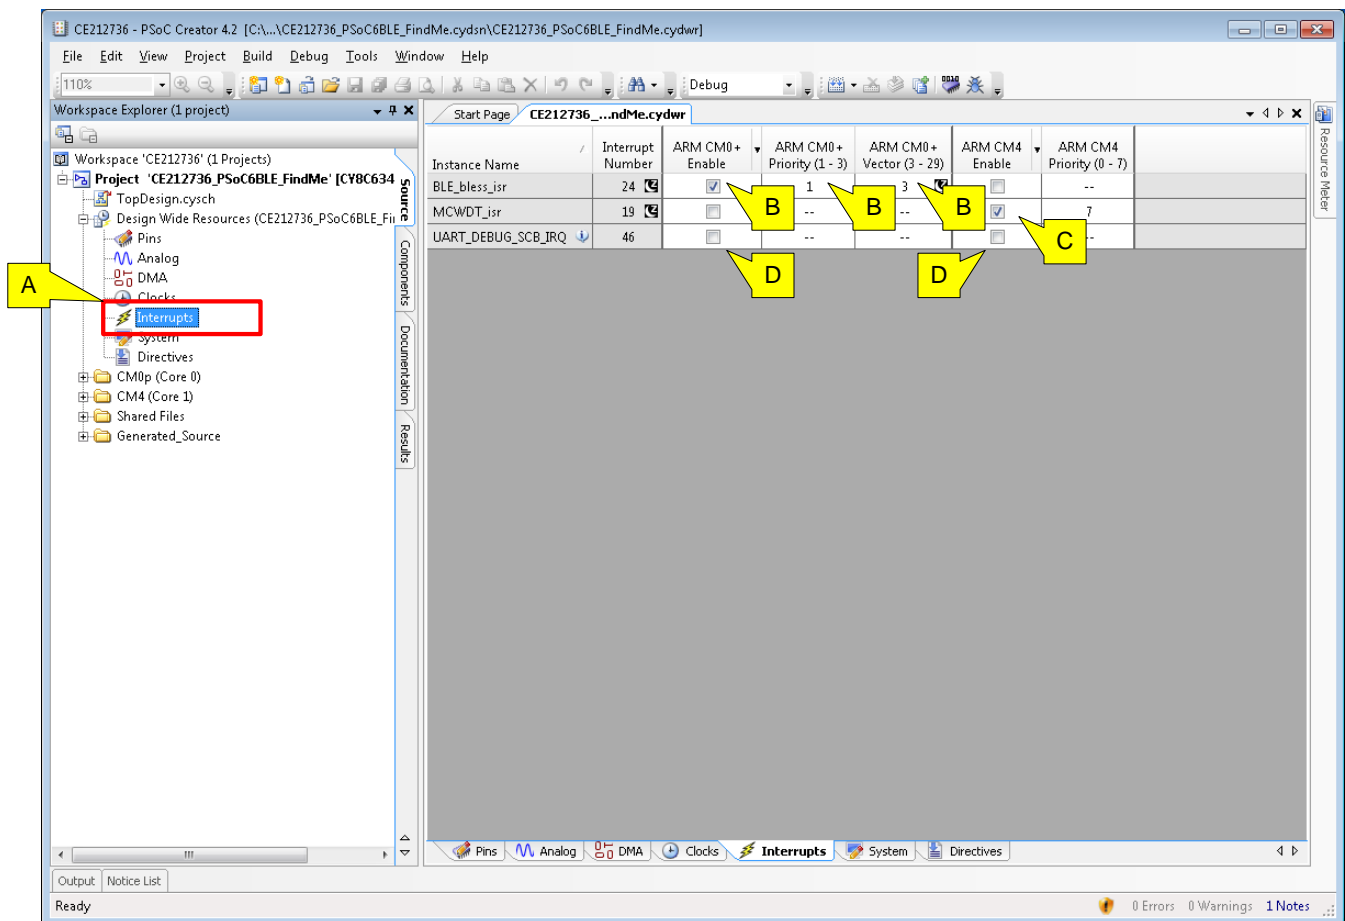 CE212736 - PSoC Creator 4.2 [C:\...\CE212736_PSoC6BLE_FindMe.cydsn\CE212736_PSoC6BLE_FindMe.cydwr]
File Edit View Project Build Debug Tools Window Help
110% Debug
Workspace Explorer (1 project)
Start Page CE212736_...ndMe.cydwr
Workspace 'CE212736' (1 Projects)
Project 'CE212736_PSoC6BLE_FindMe' [CY8C634
TopDesign.cysch
Design Wide Resources (CE212736_PSoC6BLE_Fi
Pins
Analog
DMA
Clocks
Interrupts
System
Directives
CM0p (Core 0)
CM4 (Core 1)
Shared Files
Generated_Source
A
Source
Components
Documentation
Results
Instance Name Interrupt Number ARM CM0+ Enable ARM CM0+ Priority (1 - 3) ARM CM0+ Vector (3 - 29) ARM CM4 Enable ARM CM4 Priority (0 - 7)
BLE_bless_isr 24 1 3 --
MCWDT_isr 19 -- -- 7
UART_DEBUG_SCB_IRQ 46 -- -- --
B B B
C
D D
Resource Meter
Pins Analog DMA Clocks Interrupts System Directives
Output Notice List
Ready 0 Errors 0 Warnings 1 Notes